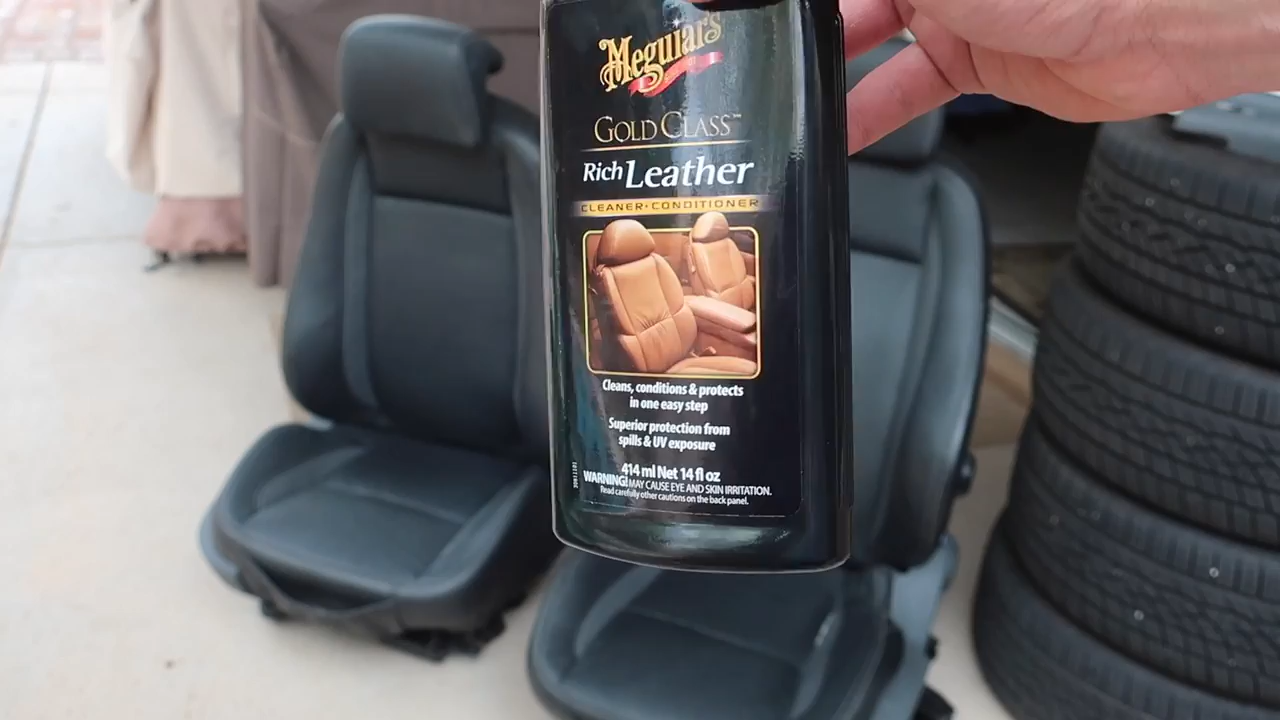 Meguiar's
GOLD CLASS™
Rich Leather
CLEANER•CONDITIONER
Cleans, conditions & protects
in one easy step
Superior protection from
spills & UV exposure
414 ml Net 14 fl oz
WARNING! MAY CAUSE EYE AND SKIN IRRITATION.
Read carefully other cautions on the back panel.